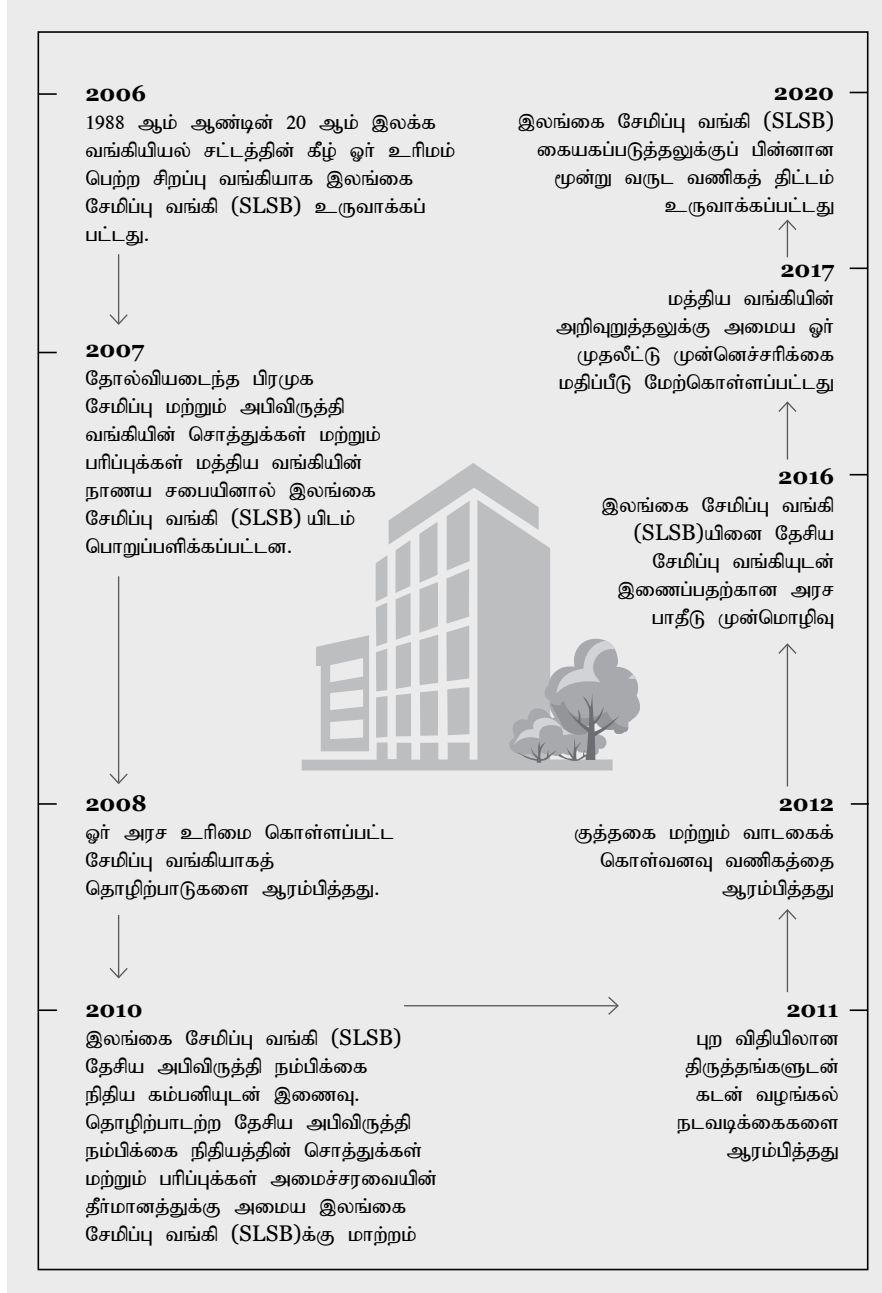 2006
1988 ஆம் ஆண்டின் 20 ஆம் இலக்க
வங்கியியல் சட்டத்தின் கீழ் ஓர் உரிமம்
பெற்ற சிறப்பு வங்கியாக இலங்கை
சேமிப்பு வங்கி (SLSB) உருவாக்கப்
பட்டது.
2007
தோல்வியடைந்த பிரமுக
சேமிப்பு மற்றும் அபிவிருத்தி
வங்கியின் சொத்துக்கள் மற்றும்
பரிப்புக்கள் மத்திய வங்கியின்
நாணய சபையினால் இலங்கை
சேமிப்பு வங்கி (SLSB) யிடம்
பொறுப்பளிக்கப்பட்டன.
2008
ஓர் அரச உரிமை கொள்ளப்பட்ட
சேமிப்பு வங்கியாகத்
தொழிற்பாடுகளை ஆரம்பித்தது.
2010
இலங்கை சேமிப்பு வங்கி (SLSB)
தேசிய அபிவிருத்தி நம்பிக்கை
நிதிய கம்பனியுடன் இணைவு.
தொழிற்பாடற்ற தேசிய அபிவிருத்தி
நம்பிக்கை நிதியத்தின் சொத்துக்கள்
மற்றும் பரிப்புக்கள் அமைச்சரவையின்
தீர்மானத்துக்கு அமைய இலங்கை
சேமிப்பு வங்கி (SLSB)க்கு மாற்றம்
2011
புற விதியிலான
திருத்தங்களுடன்
கடன் வழங்கல்
நடவடிக்கைகளை
ஆரம்பித்தது
2012
குத்தகை மற்றும் வாடகைக்
கொள்வனவு வணிகத்தை
ஆரம்பித்தது
2016
இலங்கை சேமிப்பு வங்கி
(SLSB)யினை தேசிய
சேமிப்பு வங்கியுடன்
இணைப்பதற்கான அரச
பாதீடு முன்மொழிவு
2017
மத்திய வங்கியின்
அறிவுறுத்தலுக்கு அமைய ஓர்
முதலீட்டு முன்னெச்சரிக்கை
மதிப்பீடு மேற்கொள்ளப்பட்டது
2020
இலங்கை சேமிப்பு வங்கி (SLSB)
கையகப்படுத்தலுக்குப் பின்னான
மூன்று வருட வணிகத் திட்டம்
உருவாக்கப்பட்டது